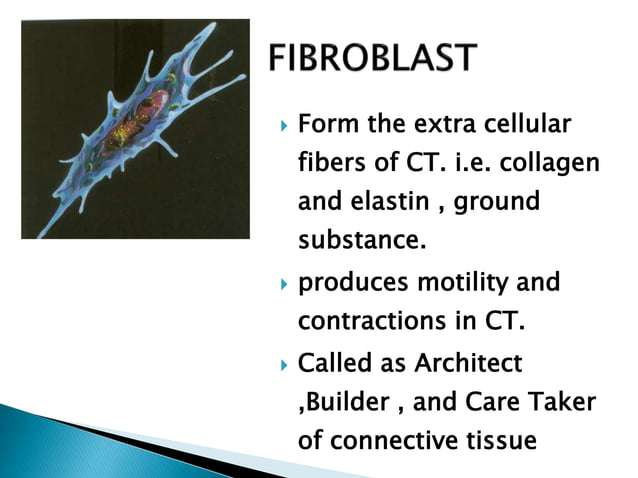 FIBROBLAST
Form the extra cellular
fibers of CT. i.e. collagen
and elastin , ground
substance.
produces motility and
contractions in CT.
Called as Architect
,Builder , and Care Taker
of connective tissue